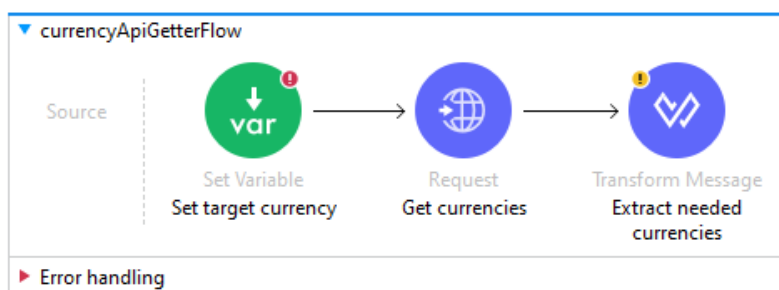 currencyApiGetterFlow
Source
var
Set Variable
Set target currency
Request
Get currencies
Transform Message
Extract needed
currencies
Error handling